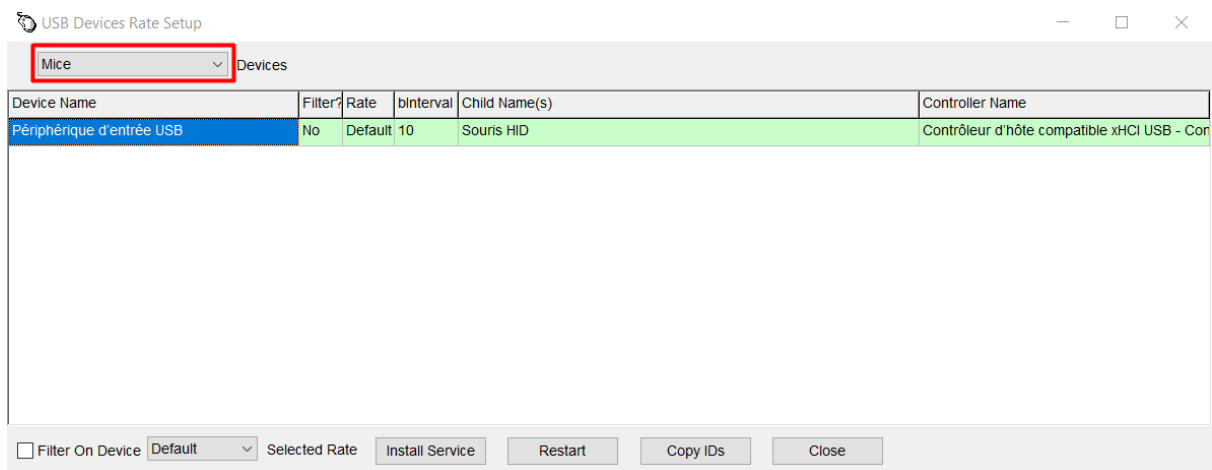 USB Devices Rate Setup
Mice Devices
Device Name Filter? Rate bInterval Child Name(s) Controller Name
Périphérique d'entrée USB No Default 10 Souris HID Contrôleur d'hôte compatible xHCI USB - Con
Filter On Device Default Selected Rate Install Service Restart Copy IDs Close